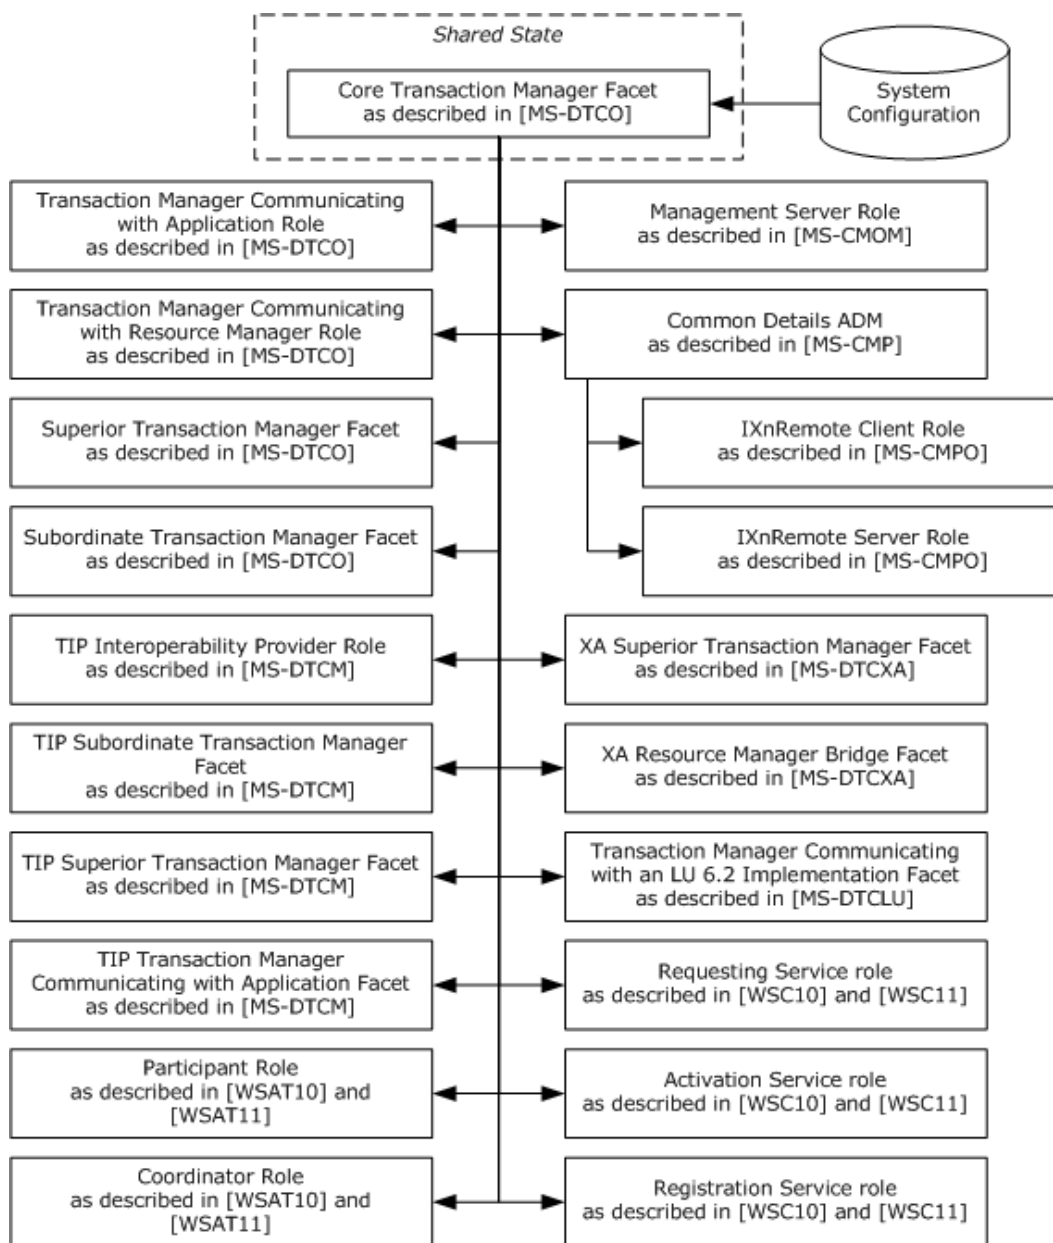 Shared State
Core Transaction Manager Facet
as described in [MS-DTCO]
System
Configuration
Transaction Manager Communicating
with Application Role
as described in [MS-DTCO]
Management Server Role
as described in [MS-CMOM]
Transaction Manager Communicating
with Resource Manager Role
as described in [MS-DTCO]
Common Details ADM
as described in [MS-CMP]
Superior Transaction Manager Facet
as described in [MS-DTCO]
IXnRemote Client Role
as described in [MS-CMPO]
Subordinate Transaction Manager Facet
as described in [MS-DTCO]
IXnRemote Server Role
as described in [MS-CMPO]
TIP Interoperability Provider Role
as described in [MS-DTCM]
XA Superior Transaction Manager Facet
as described in [MS-DTCXA]
TIP Subordinate Transaction Manager
Facet
as described in [MS-DTCM]
XA Resource Manager Bridge Facet
as described in [MS-DTCXA]
TIP Superior Transaction Manager Facet
as described in [MS-DTCM]
Transaction Manager Communicating
with an LU 6.2 Implementation Facet
as described in [MS-DTCLU]
TIP Transaction Manager
Communicating with Application Facet
as described in [MS-DTCM]
Requesting Service role
as described in [WSC10] and [WSC11]
Participant Role
as described in [WSAT10] and
[WSAT11]
Activation Service role
as described in [WSC10] and [WSC11]
Coordinator Role
as described in [WSAT10] and
[WSAT11]
Registration Service role
as described in [WSC10] and [WSC11]